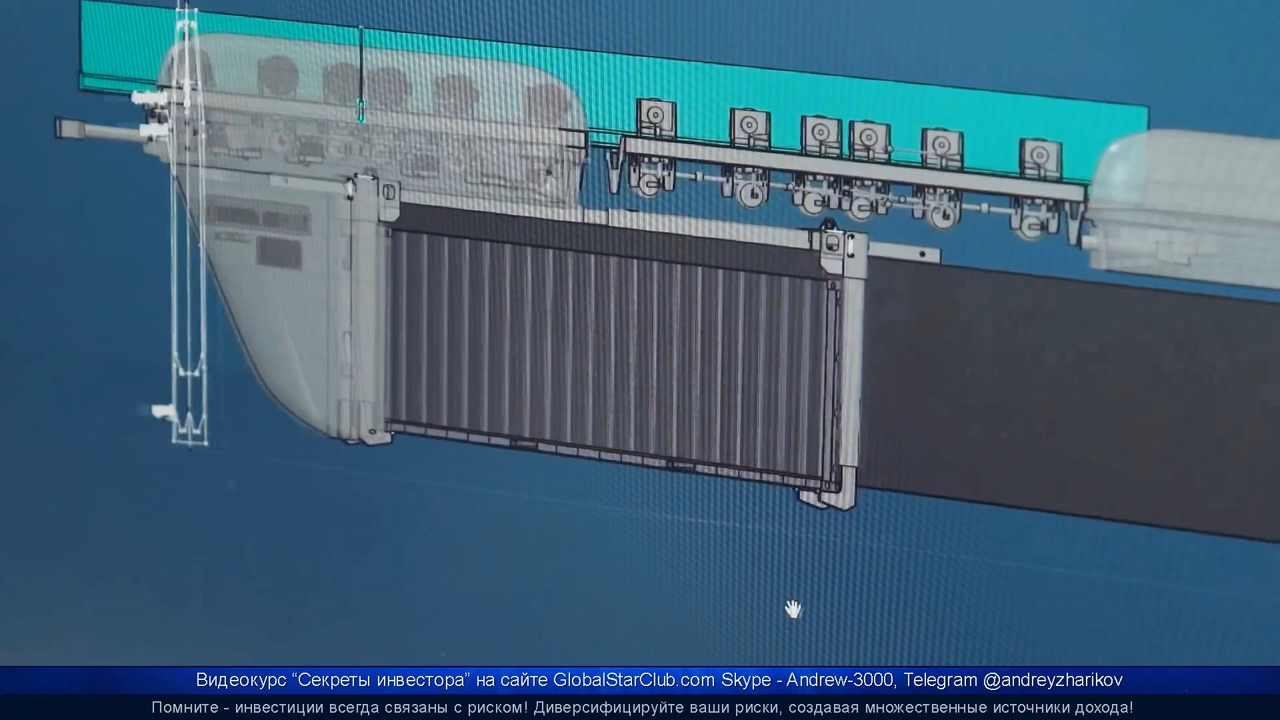 Видеокурс “Секреты инвестора” на сайте GlobalStarClub.com Skype - Andrew-3000, Telegram @andreyzharikov
Помните - инвестиции всегда связаны с риском! Диверсифицируйте ваши риски, создавая множественные источники дохода!